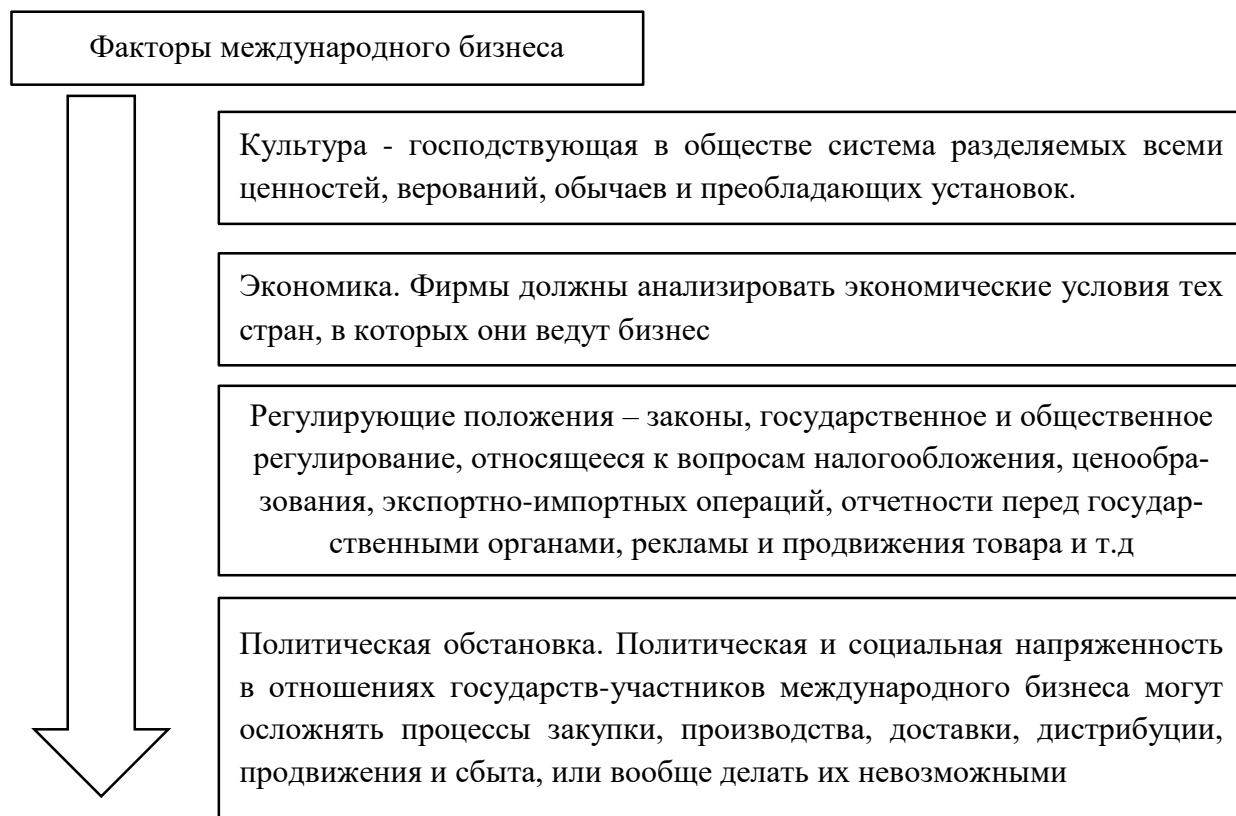 Факторы международного бизнеса
Культура - господствующая в обществе система разделяемых всеми
ценностей, верований, обычаев и преобладающих установок.
Экономика. Фирмы должны анализировать экономические условия тех
стран, в которых они ведут бизнес
Регулирующие положения – законы, государственное и общественное
регулирование, относящееся к вопросам налогообложения, ценообра-
зования, экспортно-импортных операций, отчетности перед государ-
ственными органами, рекламы и продвижения товара и т.д
Политическая обстановка. Политическая и социальная напряженность
в отношениях государств-участников международного бизнеса могут
осложнять процессы закупки, производства, доставки, дистрибуции,
продвижения и сбыта, или вообще делать их невозможными